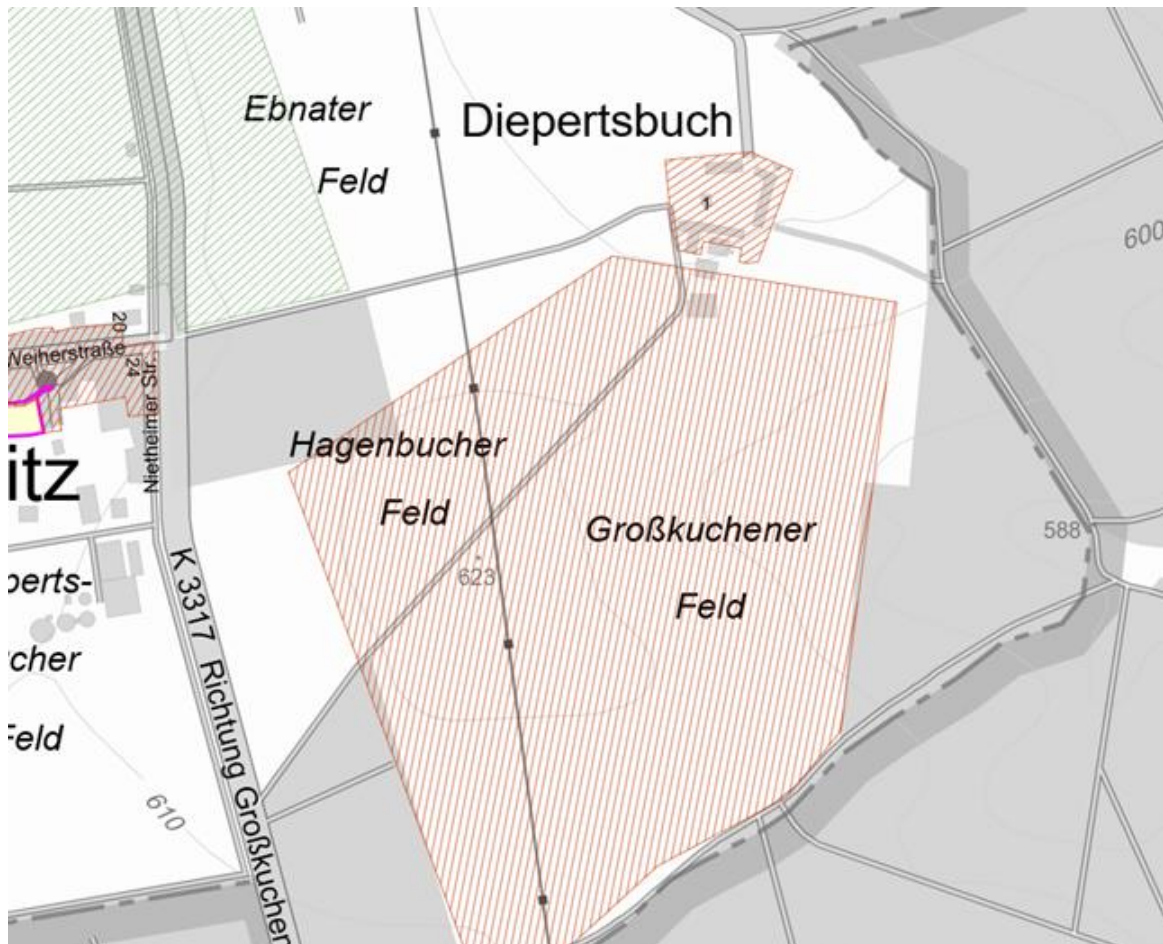 Ebnater
Feld
Diepertsbuch
1
600
20
Weiherstraße
24
Nietheimer Str.
itz
Hagenbucher
Feld
Großkuchener
Feld
623
588
perts-
cher
Feld
610
K 3317 Richtung Großkuchen